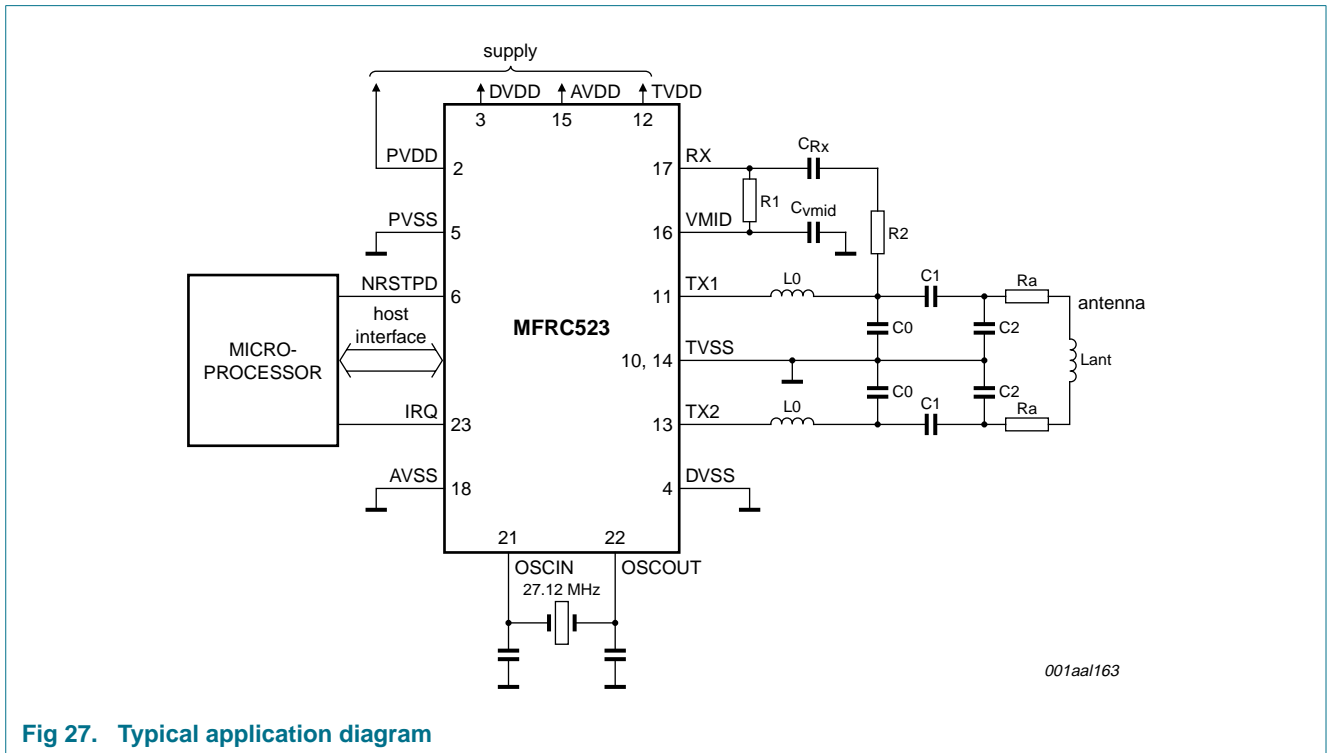 supply
DVDD AVDD TVDD
3 15 12
PVDD 2
17 RX
CRx
R1
PVSS 5
16 VMID
Cvmid
R2
NRSTPD 6
11 TX1
L0
C1
Ra
antenna
host
interface
MFRC523
MICRO-
PROCESSOR
C0
C2
10, 14 TVSS
Lant
C0
C2
IRQ 23
13 TX2
L0
C1
Ra
AVSS 18
4 DVSS
21 22
OSCIN OSCOUT
27.12 MHz
001aal163
Fig 27. Typical application diagram